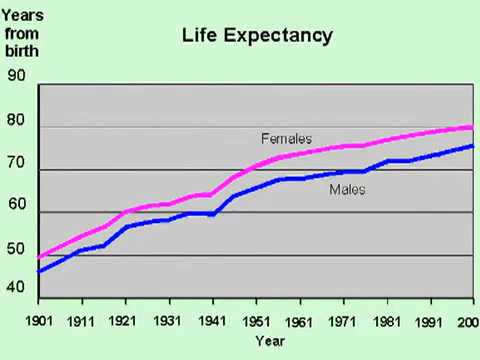 Years
from
birth
Life Expectancy
90
80
Females
70
Males
60
50
40
1901 1911 1921 1931 1941 1951 1961 1971 1981 1991 200
Year